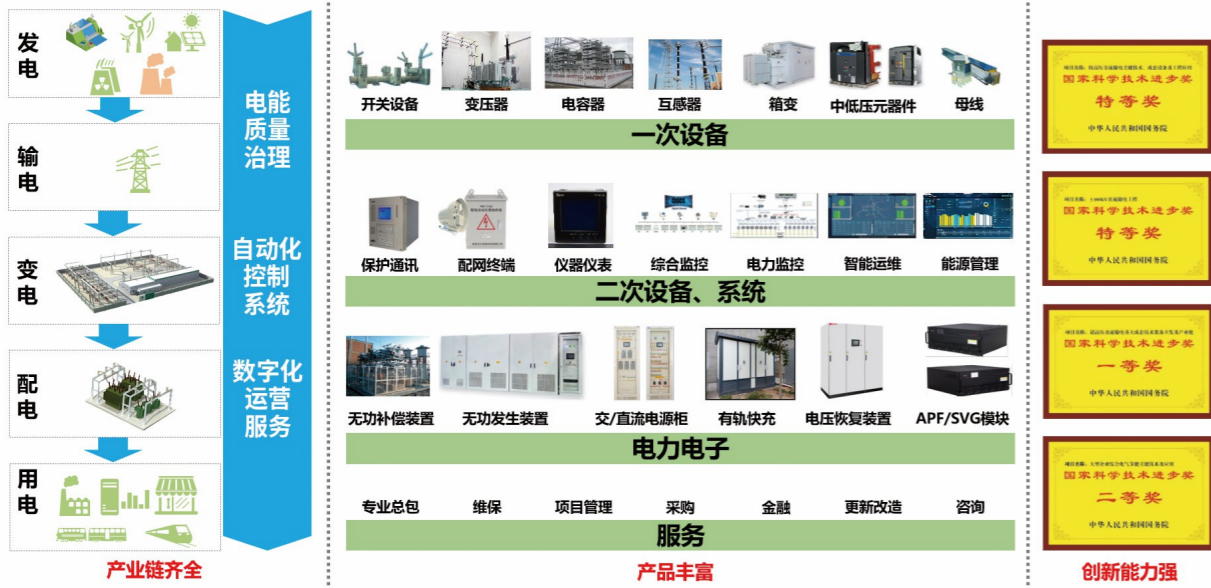 发电
输电
变电
配电
用电
电能
质量
治理
自动化
控制
系统
数字化
运营
服务
产业链齐全
开关设备 变压器 电容器 互感器 箱变 中低压元器件 母线
一次设备
保护通讯 配网终端 仪器仪表 综合监控 电力监控 智能运维 能源管理
二次设备、系统
无功补偿装置 无功发生装置 交/直流电源柜 有轨快充 电压恢复装置 APF/SVG模块
电力电子
专业总包 维保 项目管理 采购 金融 更新改造 咨询
服务
产品丰富
国家科学技术进步奖
特等奖
中华人民共和国国务院
国家科学技术进步奖
特等奖
中华人民共和国国务院
国家科学技术进步奖
一等奖
中华人民共和国国务院
国家科学技术进步奖
二等奖
中华人民共和国国务院
创新能力强